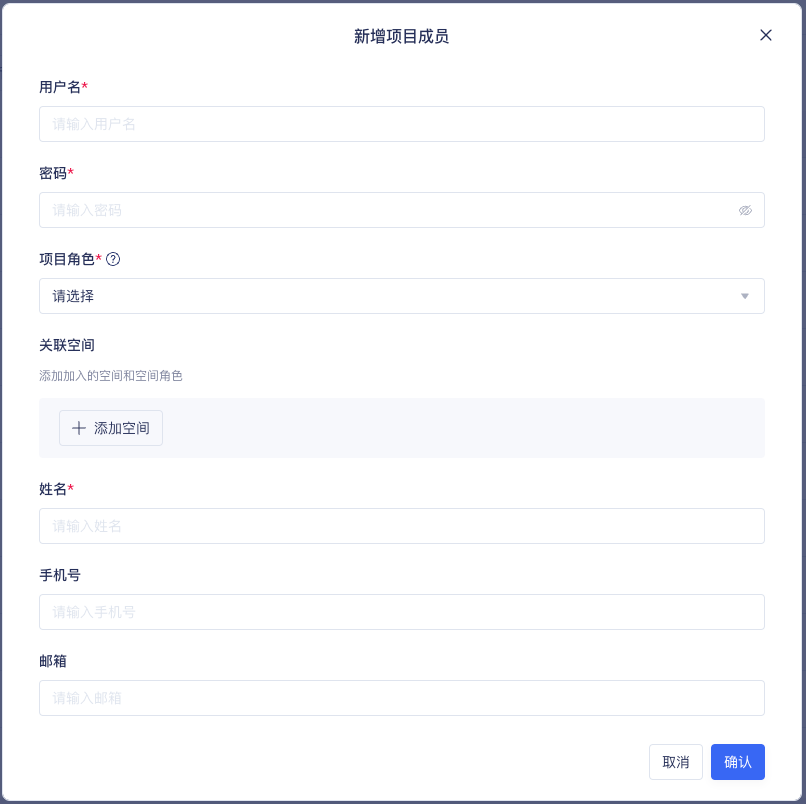 新增项目成员
用户名*
请输入用户名
密码*
请输入密码
项目角色*
请选择
关联空间
添加加入的空间和空间角色
添加空间
姓名*
请输入姓名
手机号
请输入手机号
邮箱
请输入邮箱
取消 确认